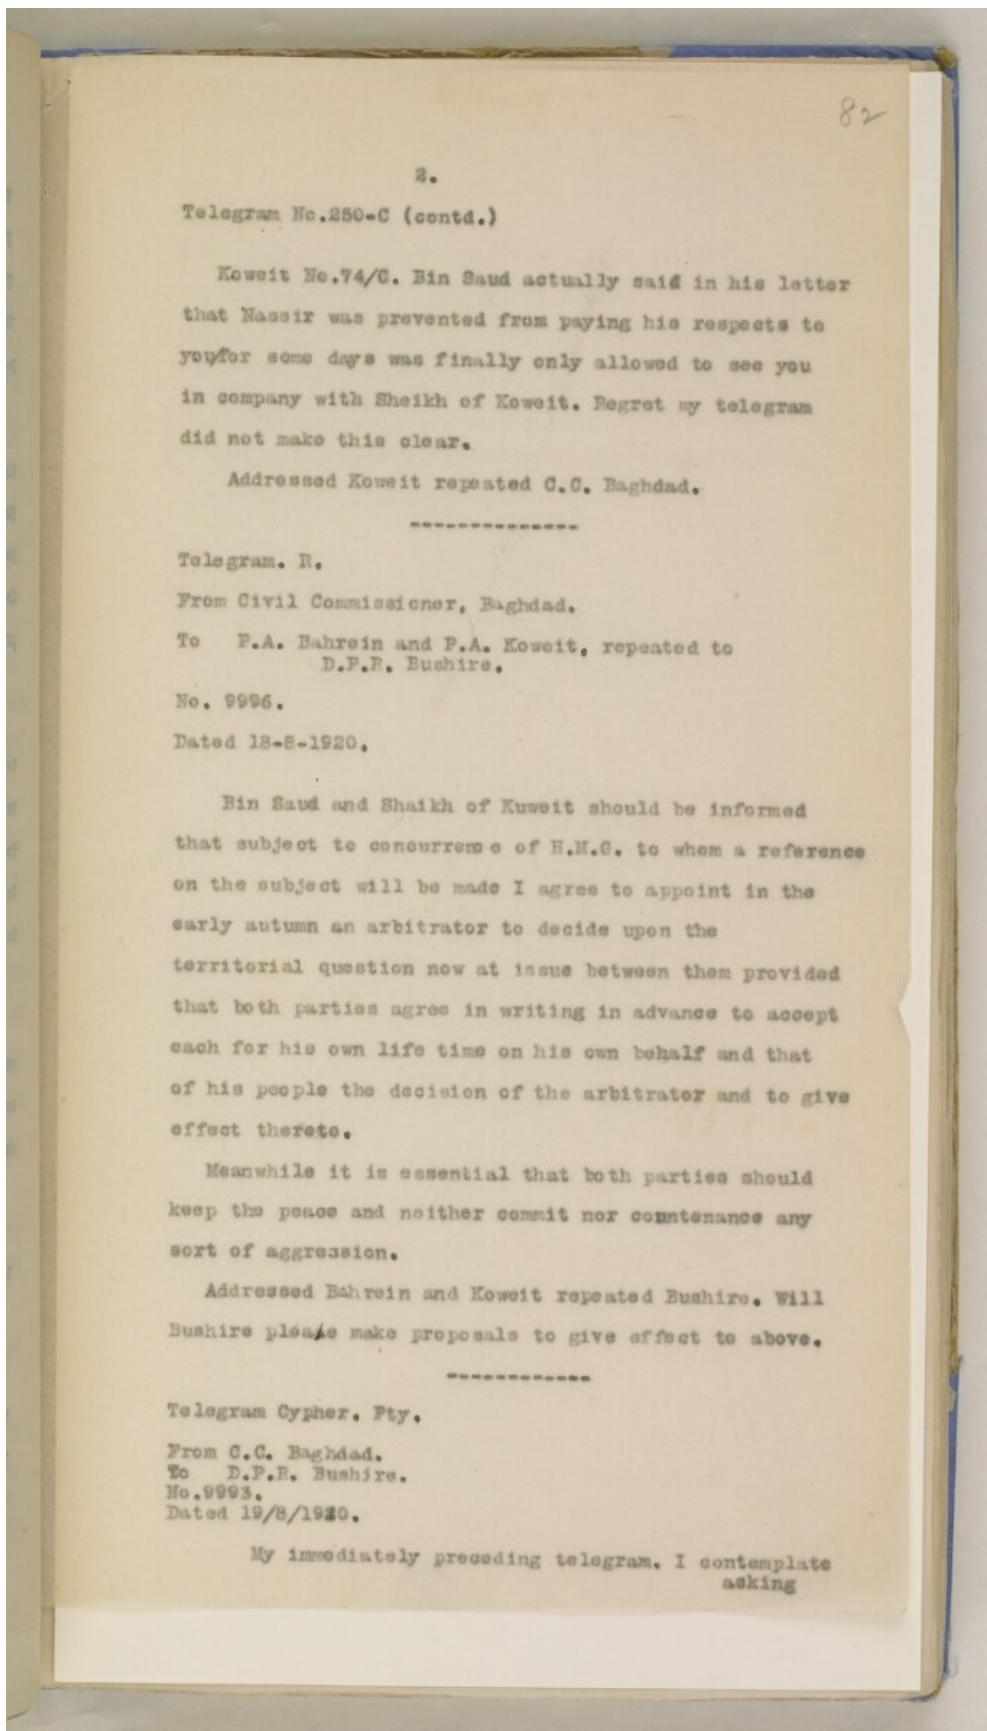 82
2.
Telegram No.250-C (contd.)
Koweit No.74/C. Bin Saud actually said in his letter
that Nassir was prevented from paying his respects to
you/for some days was finally only allowed to see you
in company with Sheikh of Koweit. Regret my telegram
did not make this clear.
Addressed Koweit repeated C.C. Baghdad.
--------------
Telegram. R.
From Civil Commissioner, Baghdad.
To P.A. Bahrein and P.A. Koweit, repeated to
D.P.R. Bushire.
No. 9996.
Dated 18-8-1920.
Bin Saud and Shaikh of Kuweit should be informed
that subject to concurrence of H.M.G. to whom a reference
on the subject will be made I agree to appoint in the
early autumn an arbitrator to decide upon the
territorial question now at issue between them provided
that both parties agree in writing in advance to accept
each for his own life time on his own behalf and that
of his people the decision of the arbitrator and to give
effect thereto.
Meanwhile it is essential that both parties should
keep the peace and neither commit nor countenance any
sort of aggression.
Addressed Bahrein and Koweit repeated Bushire. Will
Bushire please make proposals to give effect to above.
------------
Telegram Cypher. Pty.
From C.C. Baghdad.
To D.P.R. Bushire.
No.9993.
Dated 19/8/1920.
My immediately preceding telegram. I contemplate
asking